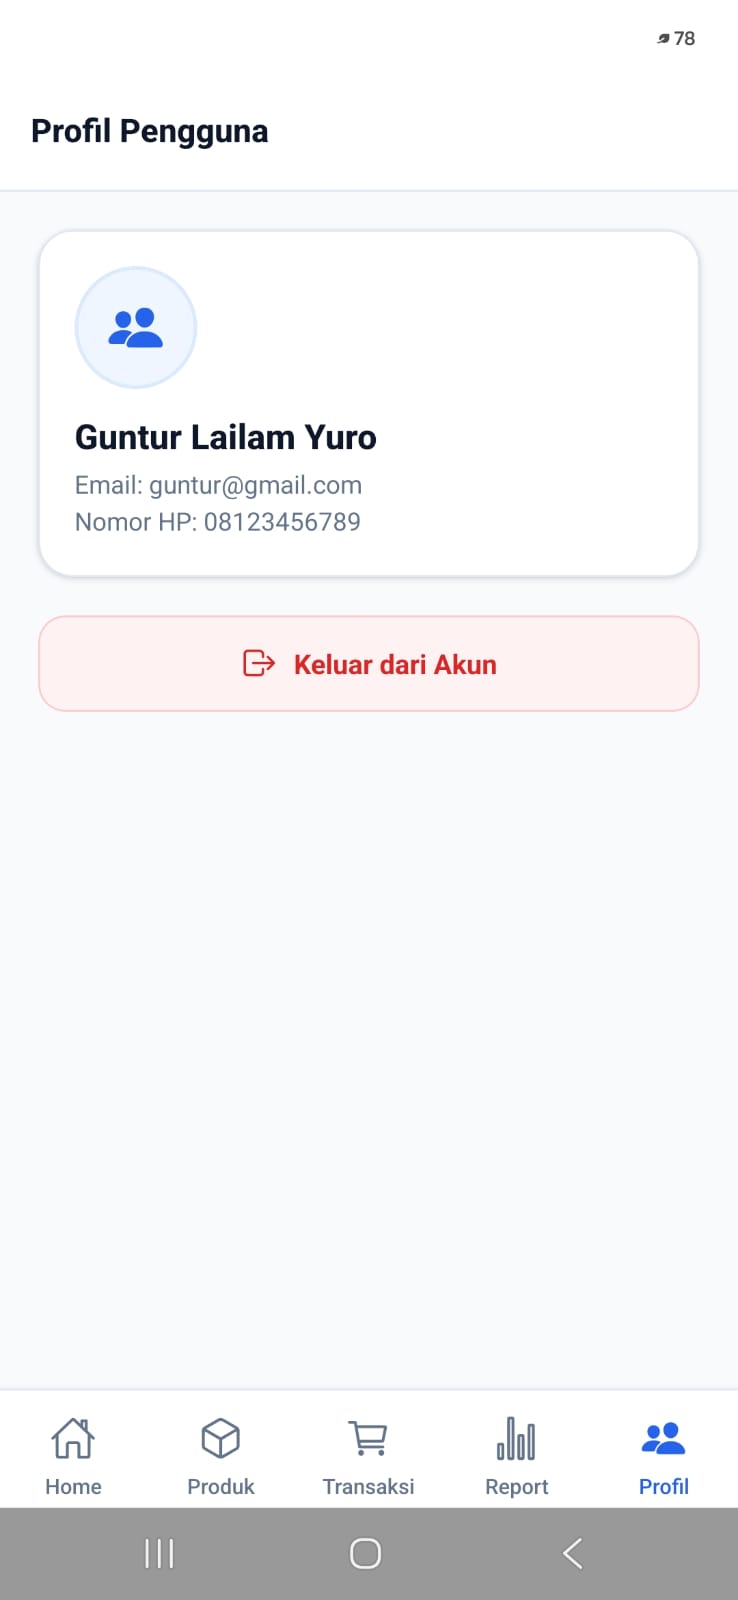 78
Profil Pengguna
Guntur Lailam Yuro
Email: guntur@gmail.com
Nomor HP: 08123456789
Keluar dari Akun
Home Produk Transaksi Report Profil